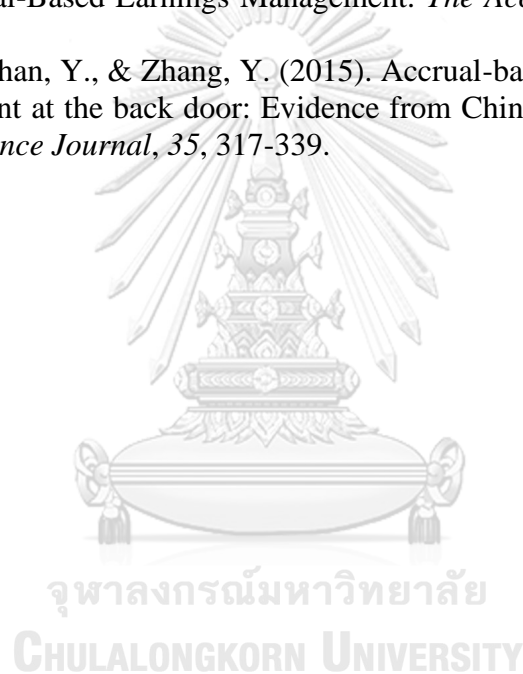 al-Based Earnings Management. The Acc
han, Y., & Zhang, Y. (2015). Accrual-ba
nt at the back door: Evidence from Chin
nce Journal, 35, 317-339.
จุฬาลงกรณ์มหาวิทยาลัย
CHULALONGKORN UNIVERSITY